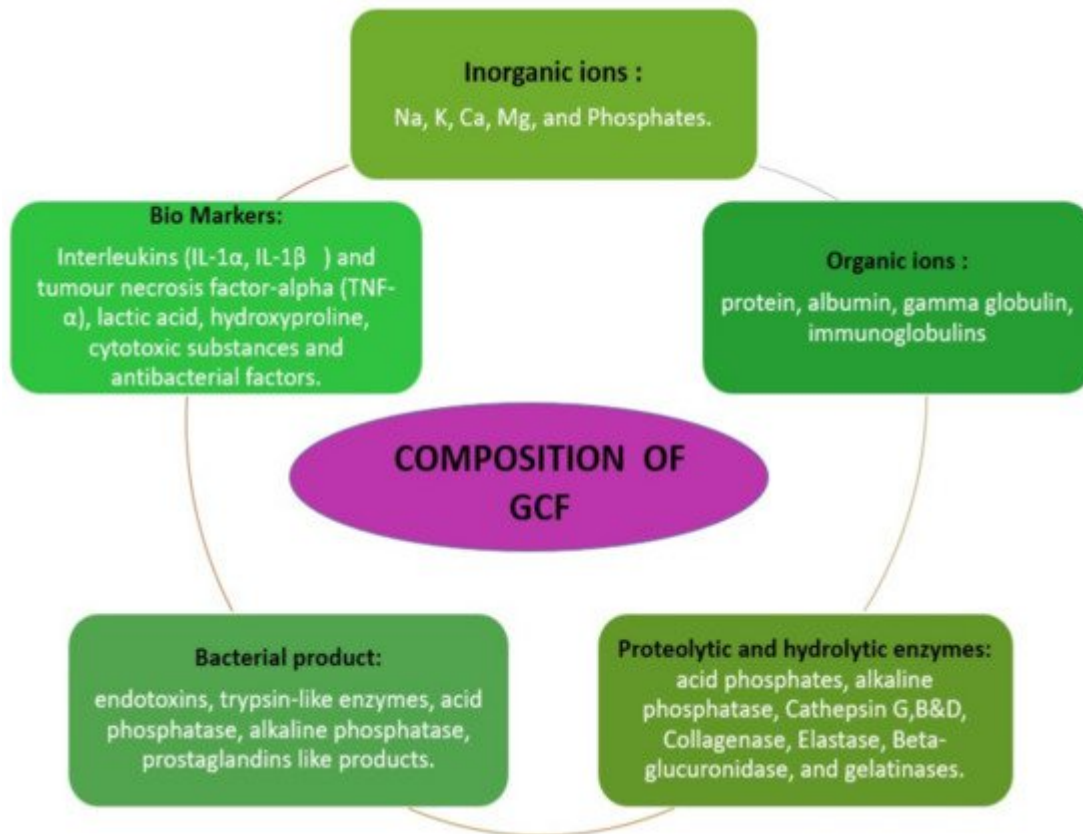 Inorganic ions :
Na, K, Ca, Mg, and Phosphates.
Bio Markers:
Interleukins (IL-1α, IL-1β ) and
tumour necrosis factor-alpha (TNF-
α), lactic acid, hydroxyproline,
cytotoxic substances and
antibacterial factors.
Organic ions :
protein, albumin, gamma globulin,
immunoglobulins
COMPOSITION OF
GCF
Bacterial product:
endotoxins, trypsin-like enzymes, acid
phosphatase, alkaline phosphatase,
prostaglandins like products.
Proteolytic and hydrolytic enzymes:
acid phosphates, alkaline
phosphatase, Cathepsin G,B&D,
Collagenase, Elastase, Beta-
glucuronidase, and gelatinases.